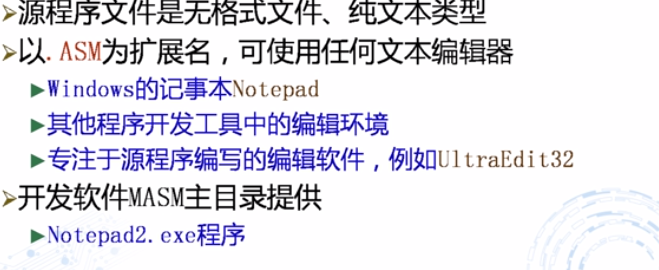 ➢源程序文件是无格式文件、纯文本类型
➢以.ASM为扩展名，可使用任何文本编辑器
►Windows的记事本Notepad
►其他程序开发工具中的编辑环境
►专注于源程序编写的编辑软件，例如UltraEdit32
➢开发软件MASM主目录提供
►Notepad2.exe程序